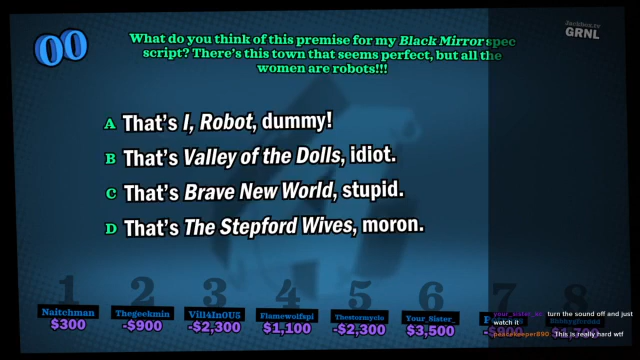 00
What do you think of this premise for my Black Mirror spec
script? There's this town that seems perfect, but all the
women are robots!!!
Jackbox.tv
GRNL
A That's I, Robot, dummy!
B That's Valley of the Dolls, idiot.
C That's Brave New World, stupid.
D That's The Stepford Wives, moron.
1 2 3 4 5 6 7 8
Naitchman Thegeekmin Vill4In0U5 Flamewolfspi Thestormyclo Your_Sister_
$300 -$900 -$2,300 $1,100 -$2,300 $3,500
turn the sound off and just
watch it
peacekeeper890 This is really hard wtf